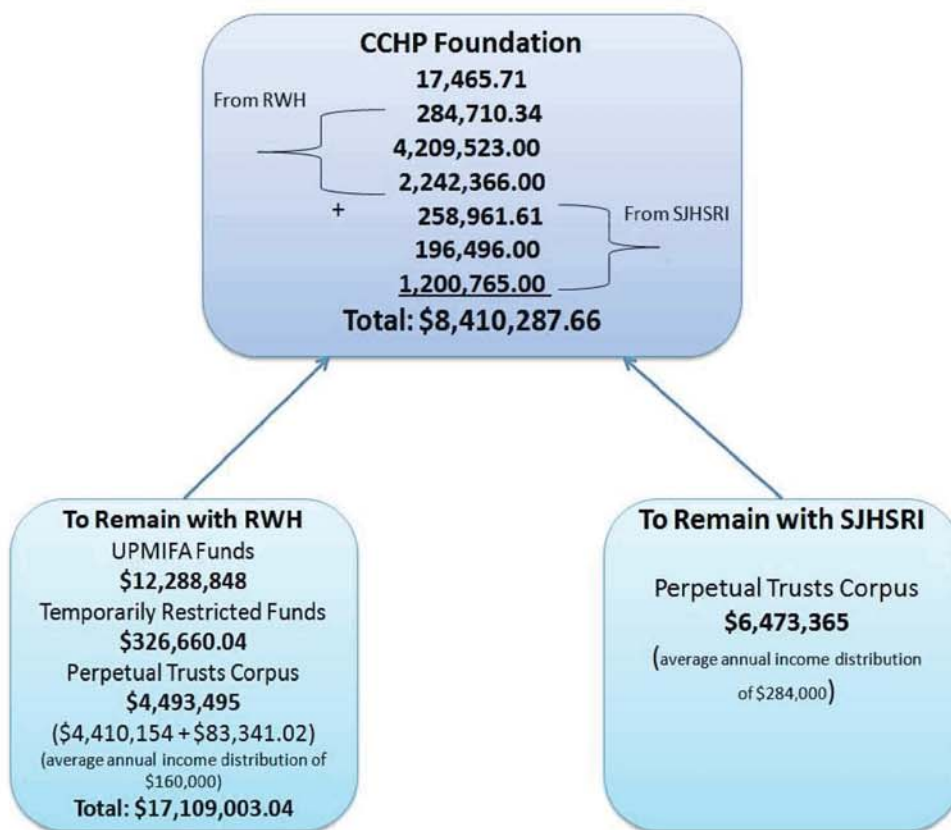 CCHP Foundation
17,465.71
From RWH
284,710.34
4,209,523.00
2,242,366.00
+
258,961.61
From SJHSRI
196,496.00
1,200,765.00
Total: $8,410,287.66
To Remain with RWH
UPMIFA Funds
$12,288,848
Temporarily Restricted Funds
$326,660.04
Perpetual Trusts Corpus
$4,493,495
($4,410,154 + $83,341.02)
(average annual income distribution of
$160,000)
Total: $17,109,003.04
To Remain with SJHSRI
Perpetual Trusts Corpus
$6,473,365
(average annual income distribution
of $284,000)